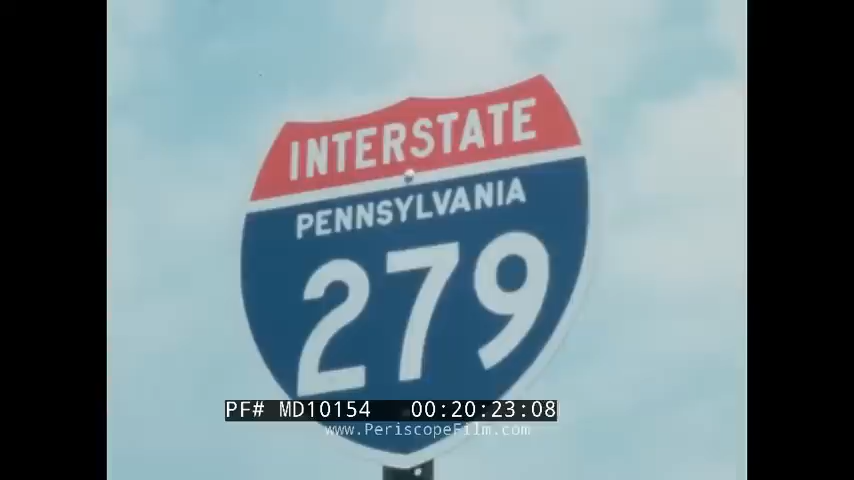 INTERSTATE
PENNSYLVANIA
279
PF# MD10154 00:20:23:08
www.PeriscopeFilm.com